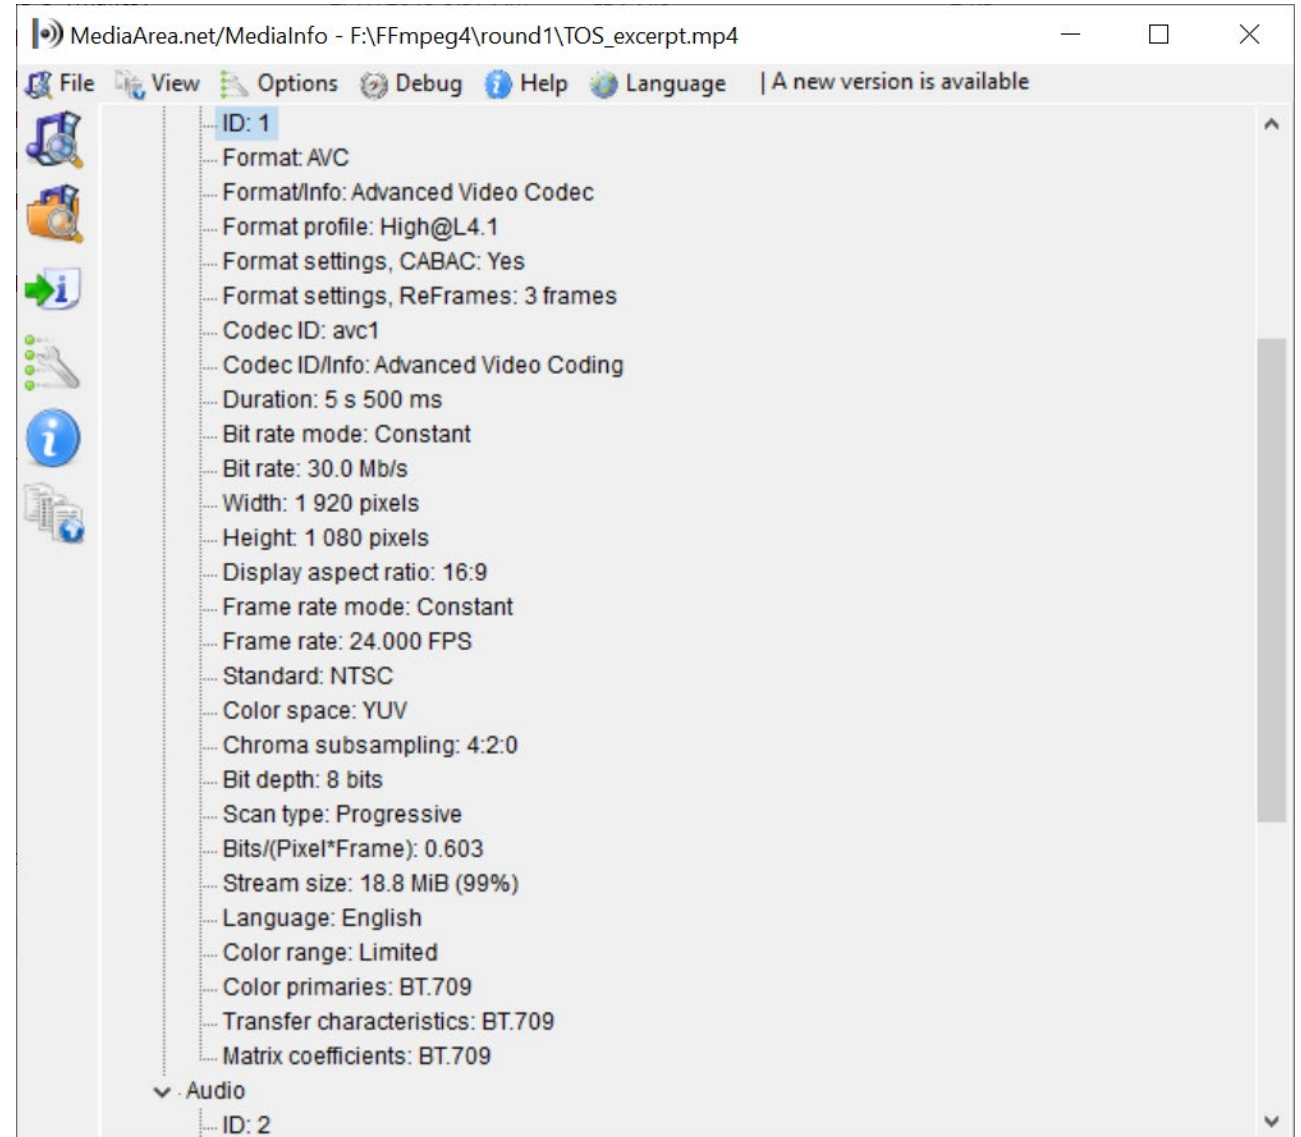 MediaArea.net/MediaInfo - F:\FFmpeg4\round1\TOS_excerpt.mp4
File View Options Debug Help Language | A new version is available
ID: 1
Format: AVC
Format/Info: Advanced Video Codec
Format profile: High@L4.1
Format settings, CABAC: Yes
Format settings, ReFrames: 3 frames
Codec ID: avc1
Codec ID/Info: Advanced Video Coding
Duration: 5 s 500 ms
Bit rate mode: Constant
Bit rate: 30.0 Mb/s
Width: 1 920 pixels
Height: 1 080 pixels
Display aspect ratio: 16:9
Frame rate mode: Constant
Frame rate: 24.000 FPS
Standard: NTSC
Color space: YUV
Chroma subsampling: 4:2:0
Bit depth: 8 bits
Scan type: Progressive
Bits/(Pixel*Frame): 0.603
Stream size: 18.8 MiB (99%)
Language: English
Color range: Limited
Color primaries: BT.709
Transfer characteristics: BT.709
Matrix coefficients: BT.709
Audio
ID: 2